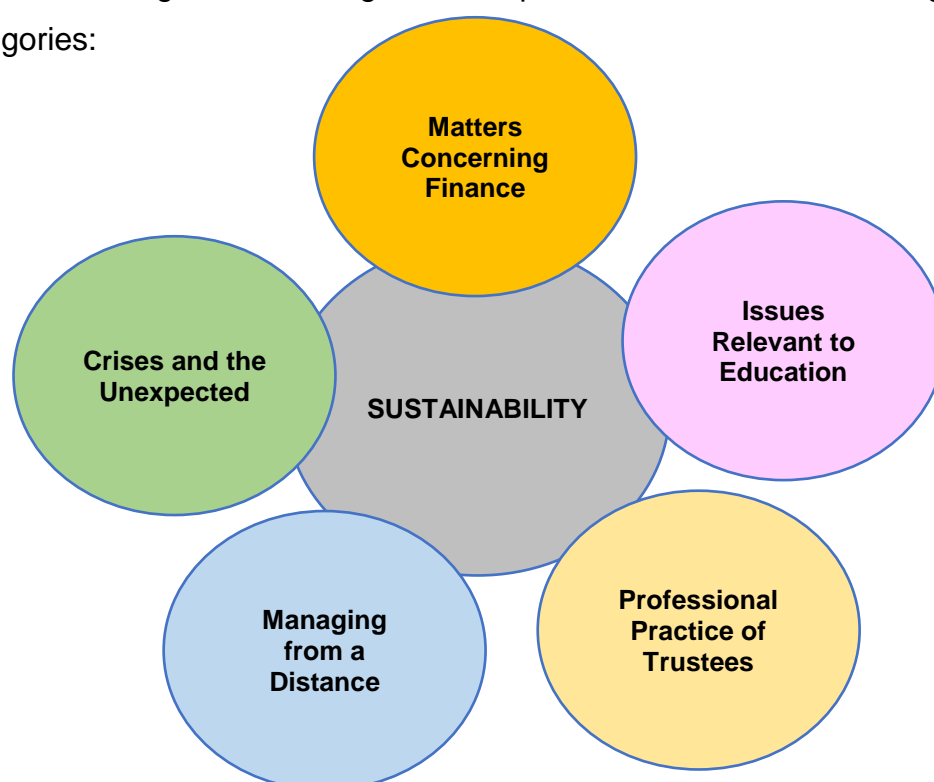 gories:
Matters
Concerning
Finance
Issues
Relevant to
Education
Crises and the
Unexpected
SUSTAINABILITY
Professional
Practice of
Trustees
Managing
from a
Distance